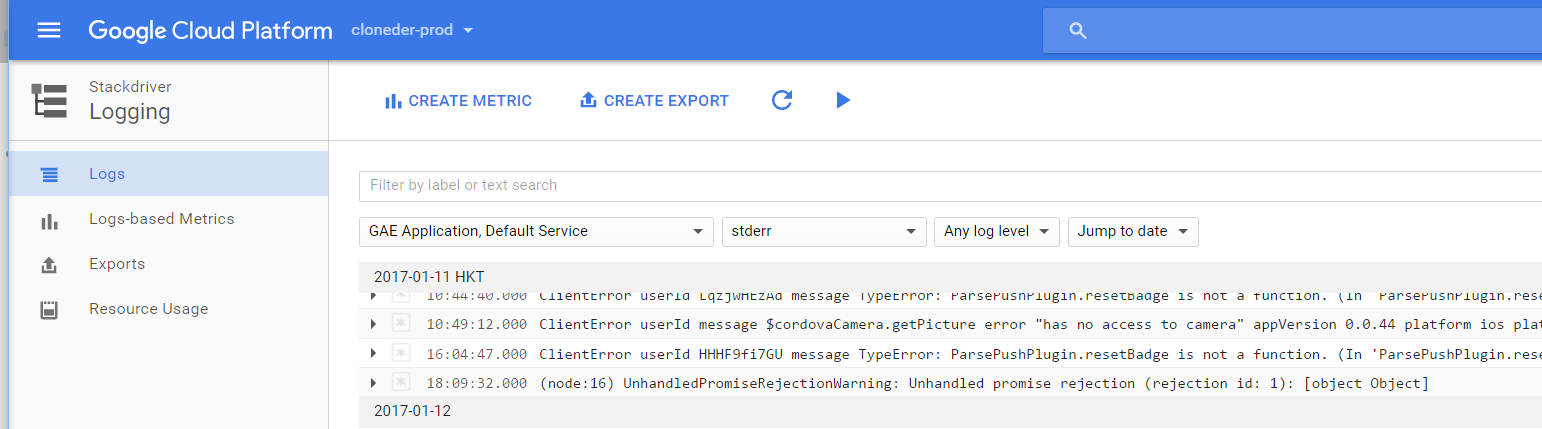 Google Cloud Platform cloneder-prod
Stackdriver
Logging
CREATE METRIC CREATE EXPORT
Logs
Logs-based Metrics
Exports
Resource Usage
Filter by label or text search
GAE Application, Default Service stderr Any log level Jump to date
2017-01-11 HKT
10:44:40.000 ClientError userId LqzjWHEzAd message TypeError: ParsePushPlugin.resetBadge is not a function. (In 'ParsePushPlugin.rese
10:49:12.000 ClientError userId message $cordovaCamera.getPicture error "has no access to camera" appVersion 0.0.44 platform ios plat
16:04:47.000 ClientError userId HHHF9fi7GU message TypeError: ParsePushPlugin.resetBadge is not a function. (In 'ParsePushPlugin.rese
18:09:32.000 (node:16) UnhandledPromiseRejectionWarning: Unhandled promise rejection (rejection id: 1): [object Object]
2017-01-12